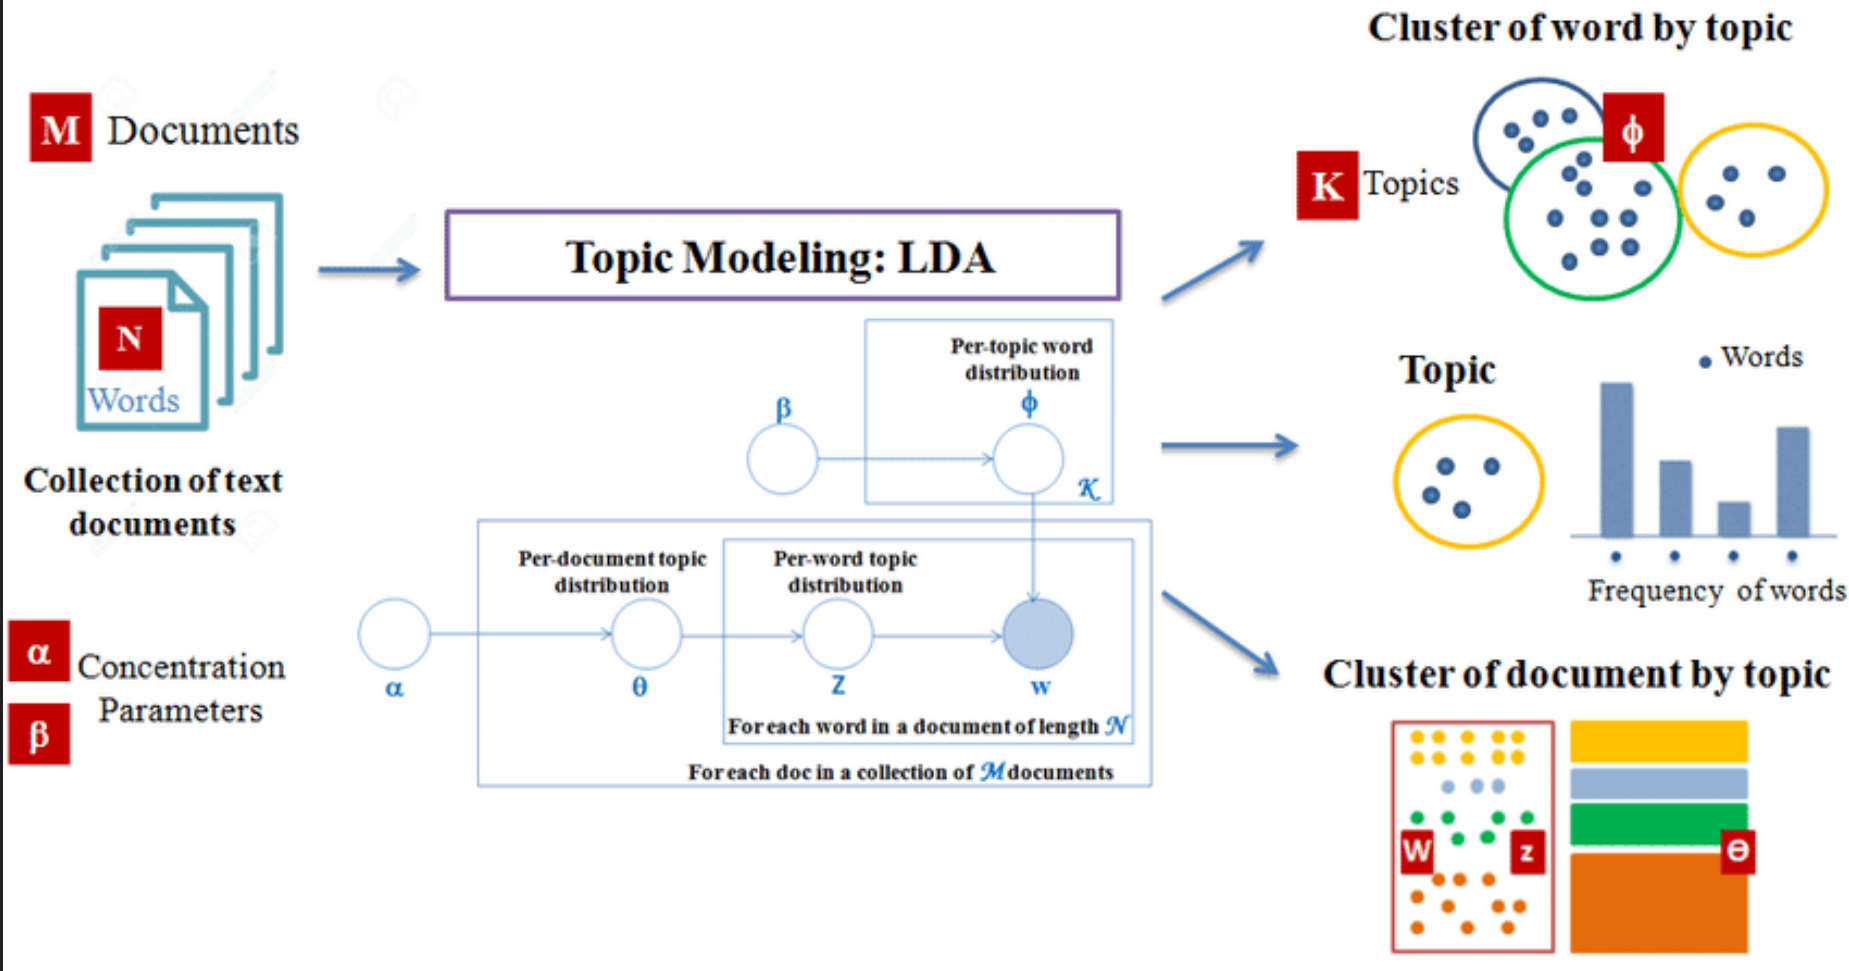 Cluster of word by topic
M Documents
ϕ
K Topics
Topic Modeling: LDA
N
Words
Per-topic word
distribution
β
ϕ
K
Topic
Words
Frequency of words
Collection of text
documents
Per-document topic
distribution
Per-word topic
distribution
α
Concentration
Parameters
β
α
θ
Z
w
For each word in a document of length N
For each doc in a collection of M documents
Cluster of document by topic
W
z
Θ